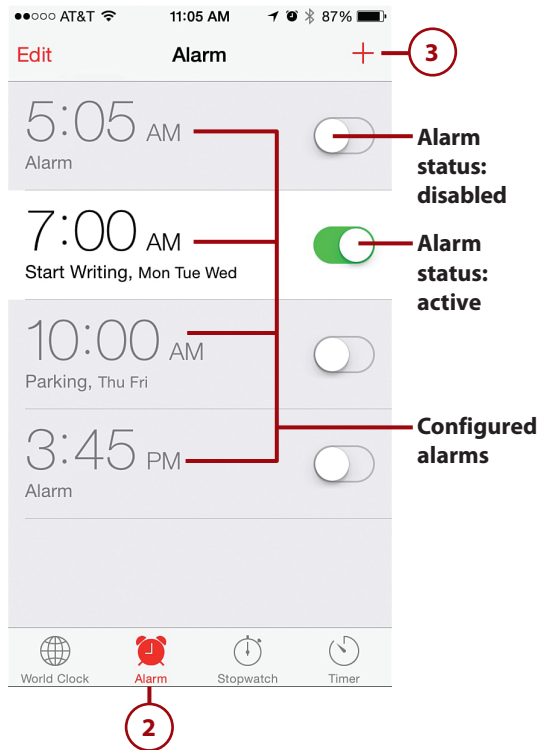 AT&T 11:05 AM 87%
Edit Alarm + 3
5:05 AM
Alarm
Alarm
status:
disabled
7:00 AM
Start Writing, Mon Tue Wed
Alarm
status:
active
10:00 AM
Parking, Thu Fri
3:45 PM
Alarm
Configured
alarms
World Clock Alarm Stopwatch Timer
2